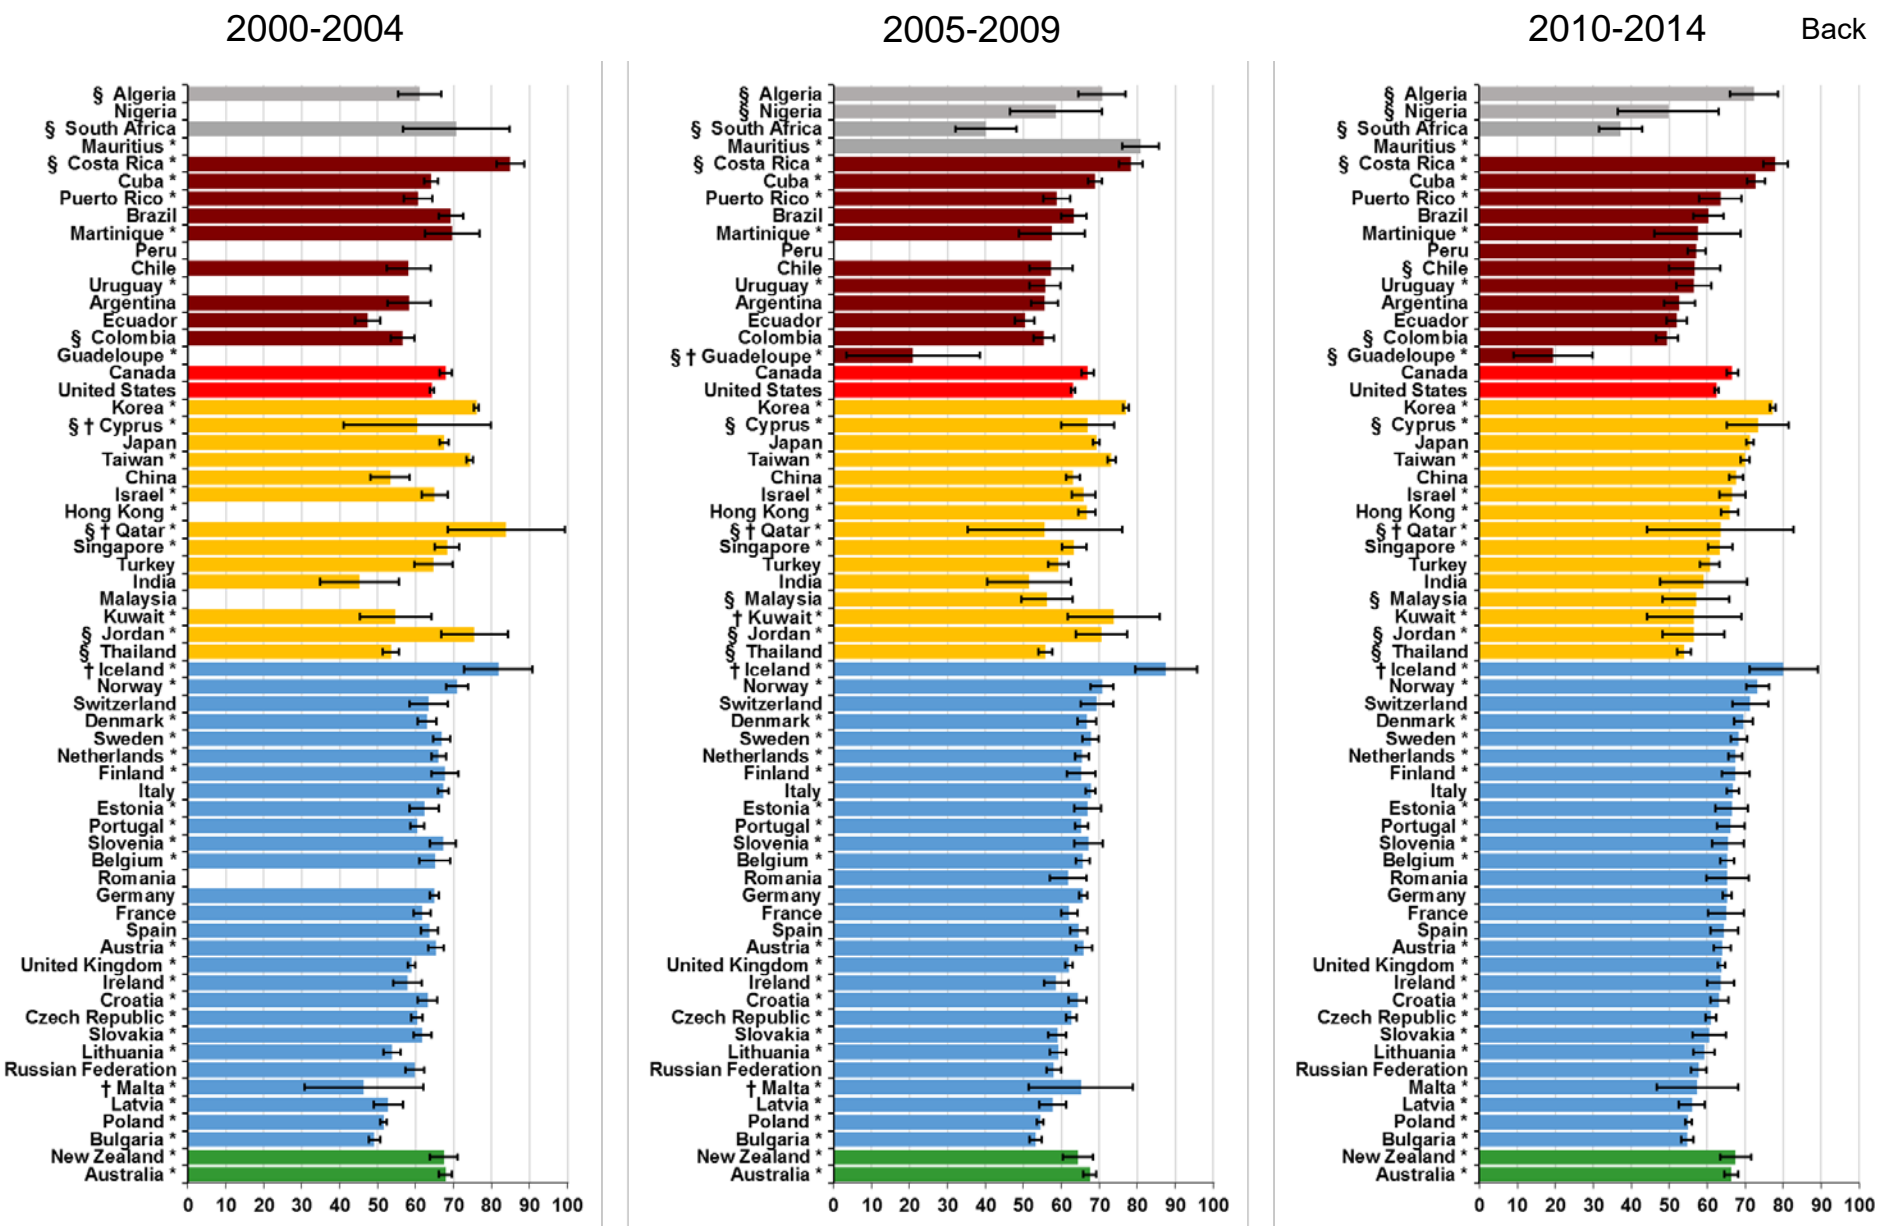 2000-2004
2005-2009
2010-2014
Back
§ Algeria
Nigeria
§ South Africa
Mauritius *
§ Costa Rica *
Cuba *
Puerto Rico *
Brazil
Martinique *
Peru
Chile
Uruguay *
Argentina
Ecuador
§ Colombia
Guadeloupe *
Canada
United States
Korea *
§ † Cyprus *
Japan
Taiwan *
China
Israel *
Hong Kong *
§ † Qatar *
Singapore *
Turkey
India
Malaysia
Kuwait *
§ Jordan *
§ Thailand
† Iceland *
Norway *
Switzerland
Denmark *
Sweden *
Netherlands *
Finland *
Italy
Estonia *
Portugal *
Slovenia *
Belgium *
Romania
Germany
France
Spain
Austria *
United Kingdom *
Ireland *
Croatia *
Czech Republic *
Slovakia *
Lithuania *
Russian Federation
† Malta *
Latvia *
Poland *
Bulgaria *
New Zealand *
Australia *
0 10 20 30 40 50 60 70 80 90 100
§ Algeria
§ Nigeria
§ South Africa
Mauritius *
§ Costa Rica *
Cuba *
Puerto Rico *
Brazil
Martinique *
Peru
Chile
Uruguay *
Argentina
Ecuador
Colombia
§ † Guadeloupe *
Canada
United States
Korea *
§ Cyprus *
Japan
Taiwan *
China
Israel *
Hong Kong *
§ † Qatar *
Singapore *
Turkey
India
§ Malaysia
† Kuwait *
§ Jordan *
§ Thailand
† Iceland *
Norway *
Switzerland
Denmark *
Sweden *
Netherlands *
Finland *
Italy
Estonia *
Portugal *
Slovenia *
Belgium *
Romania
Germany
France
Spain
Austria *
United Kingdom *
Ireland *
Croatia *
Czech Republic *
Slovakia *
Lithuania *
Russian Federation
† Malta *
Latvia *
Poland *
Bulgaria *
New Zealand *
Australia *
0 10 20 30 40 50 60 70 80 90 100
§ Algeria
§ Nigeria
§ South Africa
Mauritius *
§ Costa Rica *
Cuba *
Puerto Rico *
Brazil
Martinique *
Peru
§ Chile
Uruguay *
Argentina
Ecuador
§ Colombia
§ Guadeloupe *
Canada
United States
Korea *
§ Cyprus *
Japan
Taiwan *
China
Israel *
Hong Kong *
§ † Qatar *
Singapore *
Turkey
India
§ Malaysia
Kuwait *
§ Jordan *
§ Thailand
† Iceland *
Norway *
Switzerland
Denmark *
Sweden *
Netherlands *
Finland *
Italy
Estonia *
Portugal *
Slovenia *
Belgium *
Romania
Germany
France
Spain
Austria *
United Kingdom *
Ireland *
Croatia *
Czech Republic *
Slovakia *
Lithuania *
Russian Federation
Malta *
Latvia *
Poland *
Bulgaria *
New Zealand *
Australia *
0 10 20 30 40 50 60 70 80 90 100